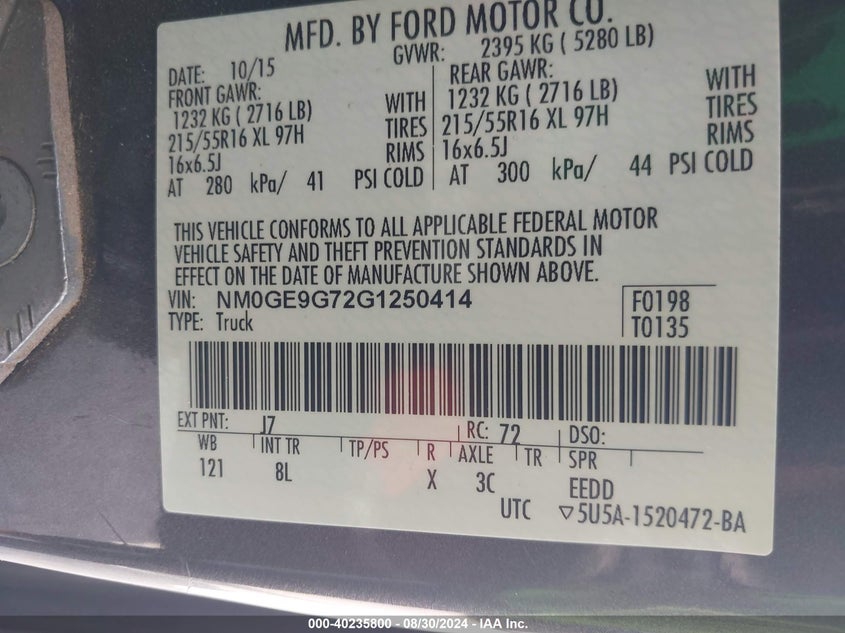 MFD. BY FORD MOTOR CO.
GVWR: 2395 KG ( 5280 LB)
DATE: 10/15
FRONT GAWR:
1232 KG ( 2716 LB) WITH
215/55R16 XL 97H TIRES
16x6.5J RIMS
AT 280 kPa/ 41 PSI COLD
REAR GAWR:
1232 KG ( 2716 LB) WITH
215/55R16 XL 97H TIRES
16x6.5J RIMS
AT 300 kPa/ 44 PSI COLD
THIS VEHICLE CONFORMS TO ALL APPLICABLE FEDERAL MOTOR
VEHICLE SAFETY AND THEFT PREVENTION STANDARDS IN
EFFECT ON THE DATE OF MANUFACTURE SHOWN ABOVE.
VIN: NM0GE9G72G1250414
TYPE: Truck
F0198
T0135
EXT PNT: J7 RC: 72 DSO:
WB INT TR TP/PS R AXLE TR SPR
121 8L X 3C EEDD
UTC ▽5U5A-1520472-BA
000-40235800 - 08/30/2024 - IAA Inc.